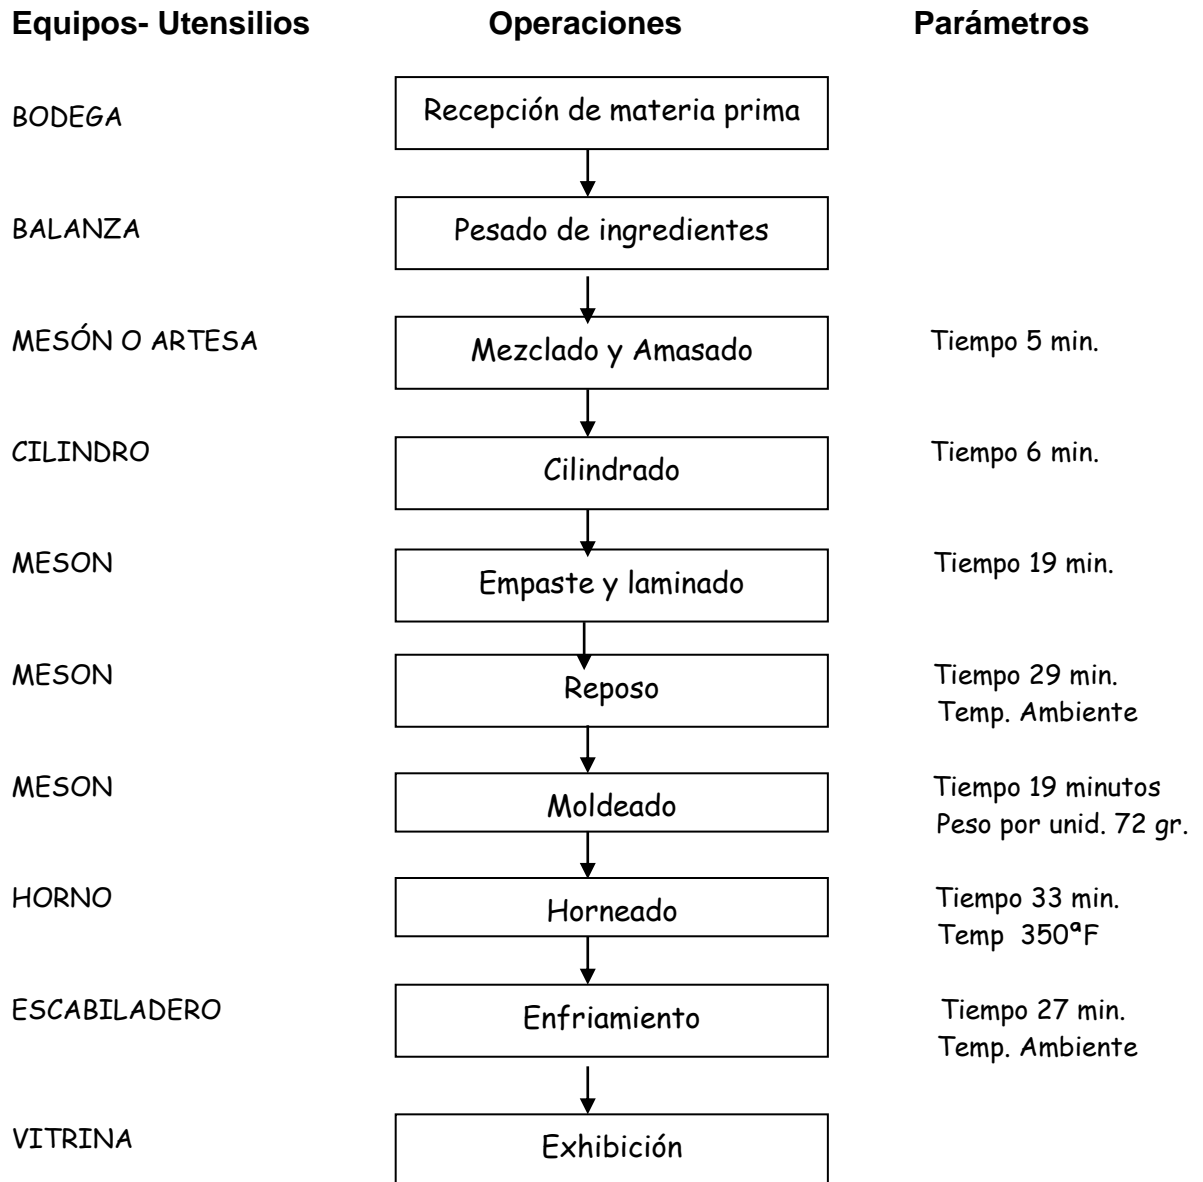 Equipos- Utensilios Operaciones Parámetros
BODEGA Recepción de materia prima
BALANZA Pesado de ingredientes
MESÓN O ARTESA Mezclado y Amasado Tiempo 5 min.
CILINDRO Cilindrado Tiempo 6 min.
MESON Empaste y laminado Tiempo 19 min.
MESON Reposo Tiempo 29 min.
Temp. Ambiente
MESON Moldeado Tiempo 19 minutos
Peso por unid. 72 gr.
HORNO Horneado Tiempo 33 min.
Temp 350ªF
ESCABILADERO Enfriamiento Tiempo 27 min.
Temp. Ambiente
VITRINA Exhibición